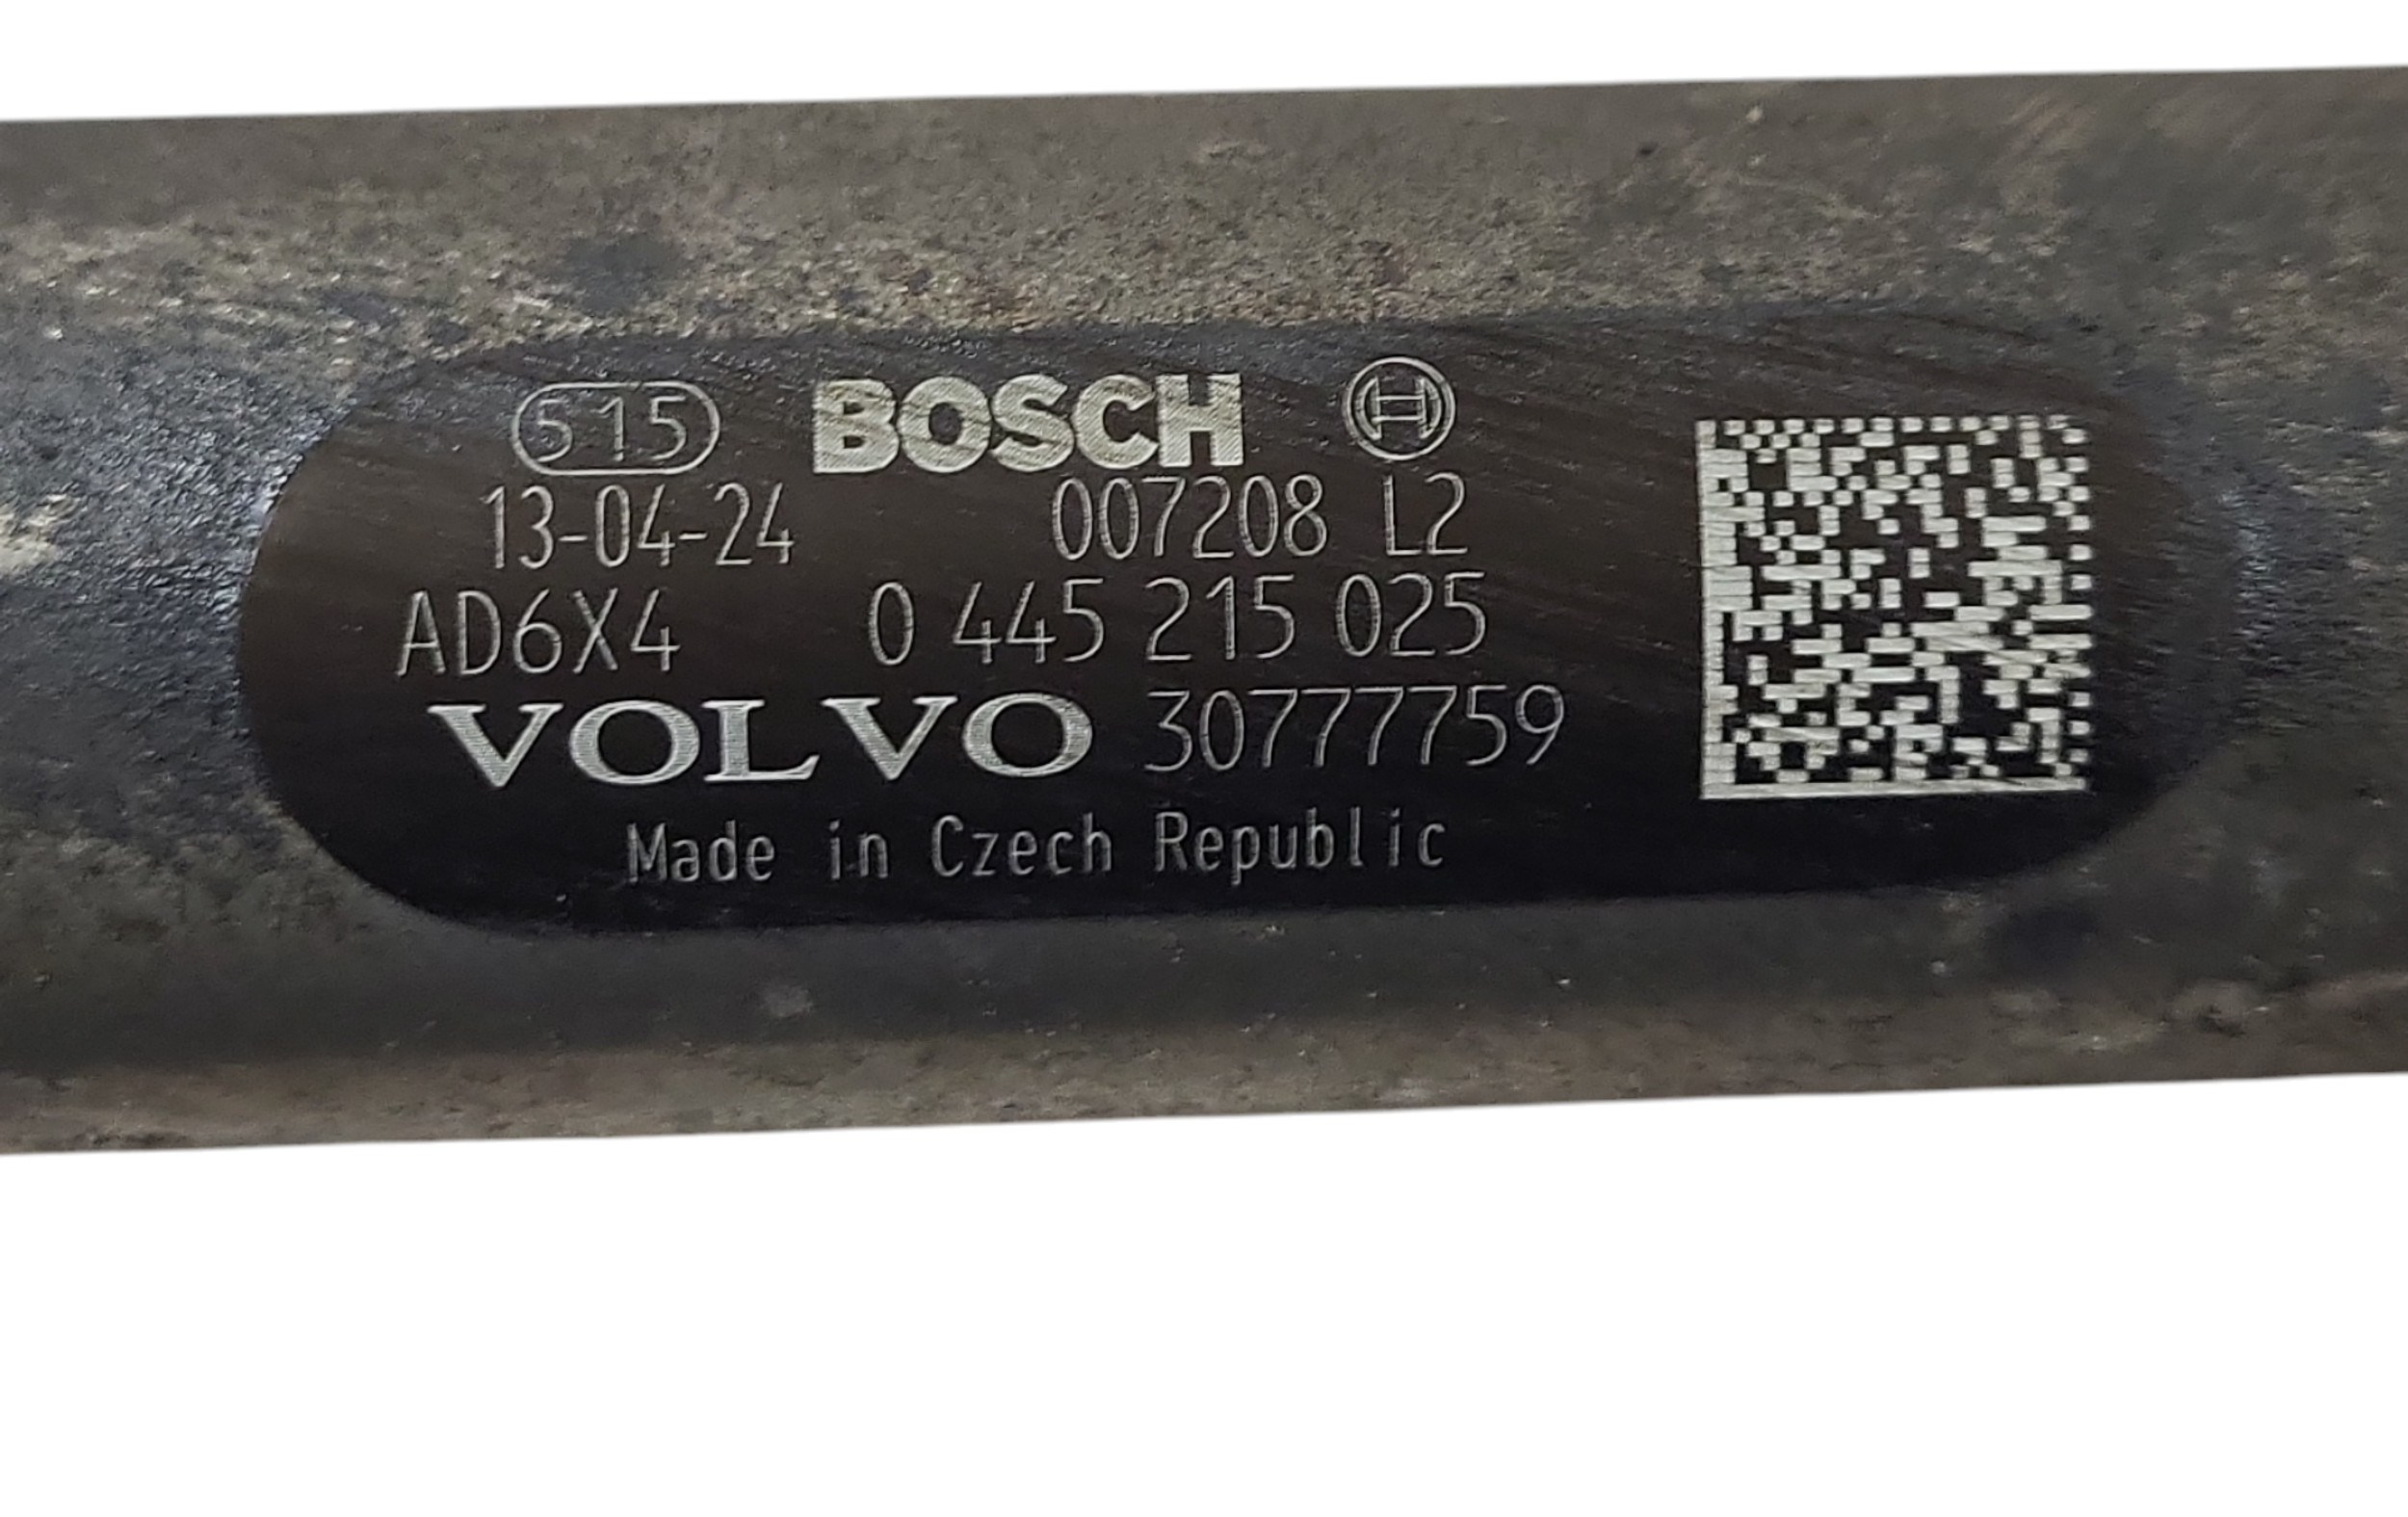 515 BOSCH
13-04-24 007208 L2
AD6X4 0 445 215 025
VOLVO 30777759
Made in Czech Republic